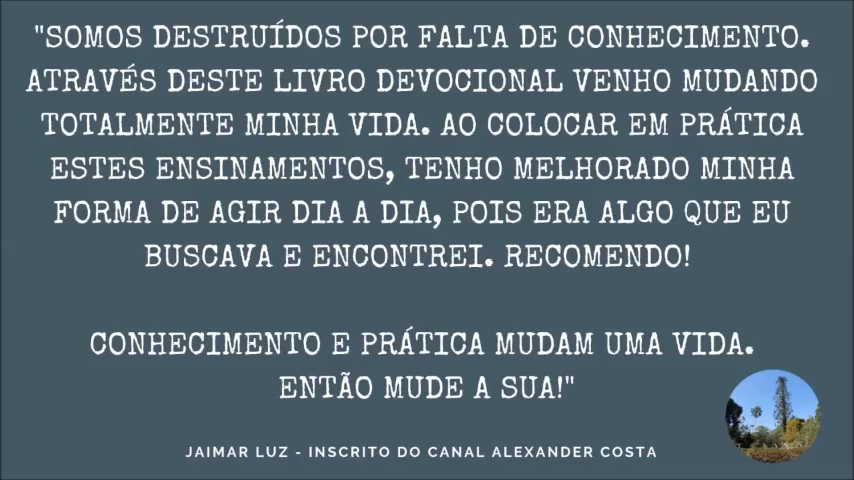 "SOMOS DESTRUÍDOS POR FALTA DE CONHECIMENTO.
ATRAVÉS DESTE LIVRO DEVOCIONAL VENHO MUDANDO
TOTALMENTE MINHA VIDA. AO COLOCAR EM PRÁTICA
ESTES ENSINAMENTOS, TENHO MELHORADO MINHA
FORMA DE AGIR DIA A DIA, POIS ERA ALGO QUE EU
BUSCAVA E ENCONTREI. RECOMENDO!
CONHECIMENTO E PRÁTICA MUDAM UMA VIDA.
ENTÃO MUDE A SUA!"
JAIMAR LUZ - INSCRITO DO CANAL ALEXANDER COSTA